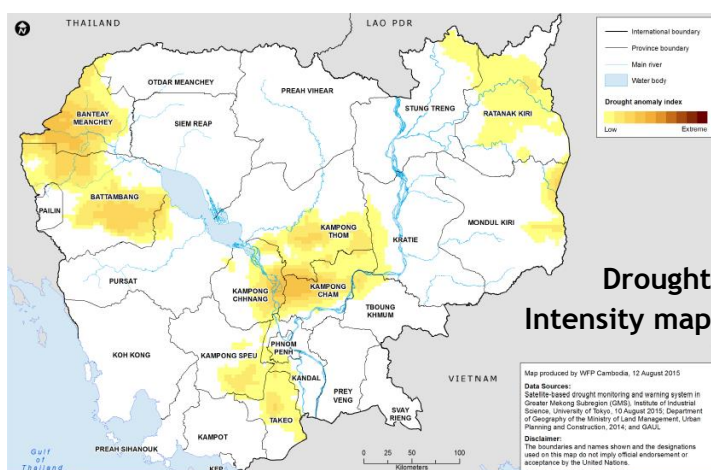 THAILAND
LAO PDR
International boundary
Province boundary
Main river
Water body
Drought anomaly index
Low
Extreme
OTDAR MEANCHEY
PREAH VIHEAR
STUNG TRENG
RATANAK KIRI
BANTEAY
MEANCHEY
SIEM REAP
BATTAMBANG
PAILIN
KAMPONG
THOM
KRATIE
MONDUL KIRI
PURSAT
KAMPONG
CHHNANG
KAMPONG
CHAM
TBOUNG
KHMUM
Drought
Intensity map
KOH KONG
KAMPONG SPEU
PHNOM
PENH
KANDAL
PREY
VENG
SVAY
RIENG
VIETNAM
TAKEO
KAMPOT
PREAH SIHANOUK
Gulf
of
Thailand
0
25
50
100
Kilometers
Map produced by WFP Cambodia, 12 August 2015
Data Sources:
Satellite-based drought monitoring and warning system in
Greater Mekong Subregion (GMS), Institute of Industrial
Science, University of Tokyo, 10 August 2015; Department
of Geography of the Ministry of Land Management, Urban
Planning and Construction, 2014; and GAUL
Disclaimer:
The boundaries and names shown and the designations
used on this map do not imply official endorsement or
acceptance by the United Nations.